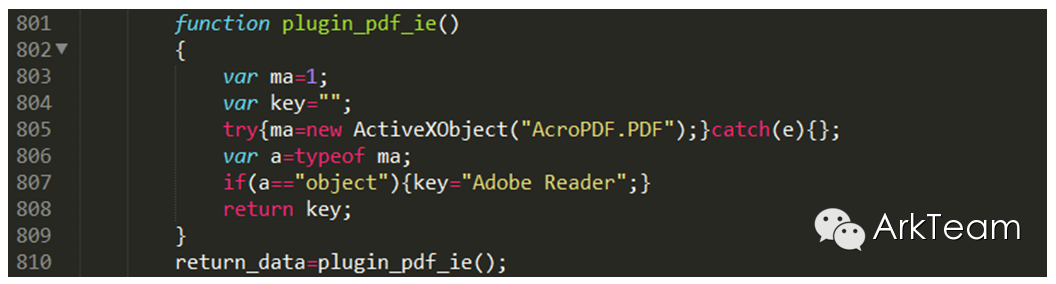 801 function plugin_pdf_ie()
802 {
803 var ma=1;
804 var key="";
805 try{ma=new ActiveXObject("AcroPDF.PDF");}catch(e){};
806 var a=typeof ma;
807 if(a=="object"){key="Adobe Reader";}
808 return key;
809 }
810 return_data=plugin_pdf_ie();
ArkTeam